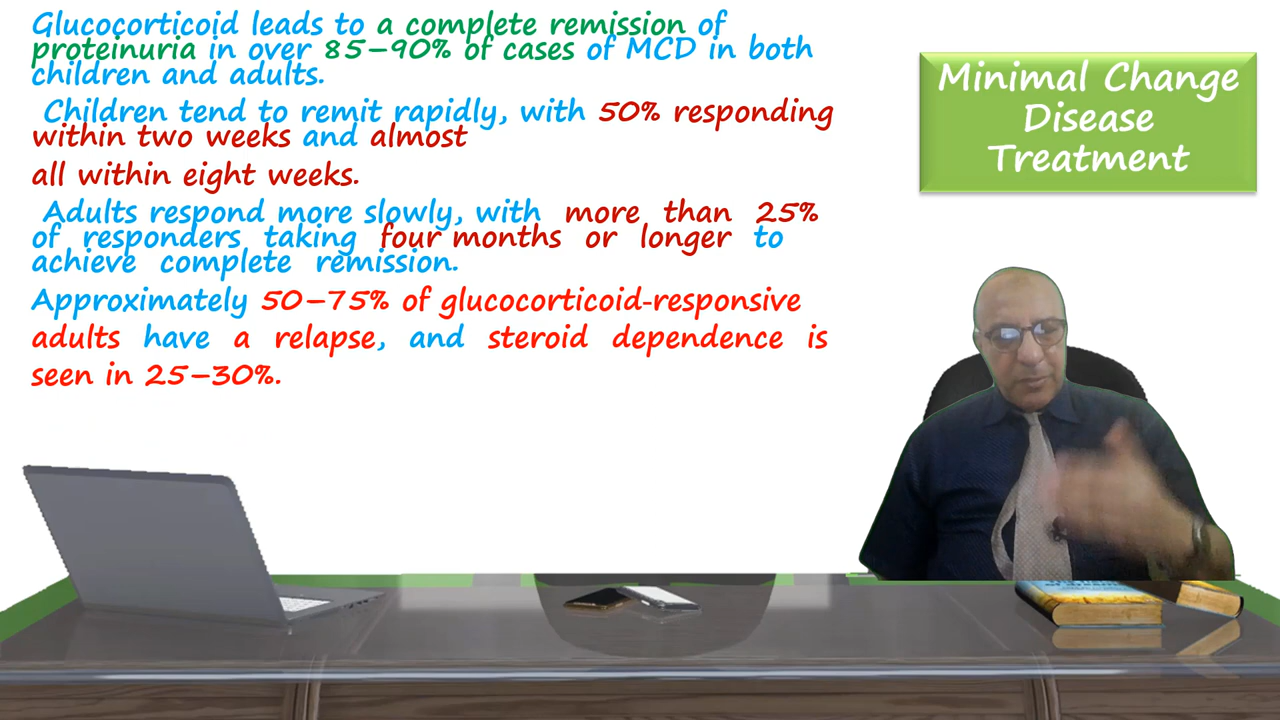 Glucocorticoid leads to a complete remission of
proteinuria in over 85–90% of cases of MCD in both
children and adults.
Children tend to remit rapidly, with 50% responding
within two weeks and almost
all within eight weeks.
Adults respond more slowly, with more than 25%
of responders taking four months or longer to
achieve complete remission.
Approximately 50–75% of glucocorticoid-responsive
adults have a relapse, and steroid dependence is
seen in 25–30%.
Minimal Change
Disease
Treatment